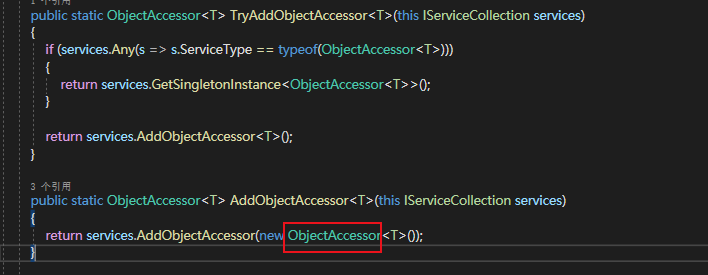 1 个引用
public static ObjectAccessor<T> TryAddObjectAccessor<T>(this IServiceCollection services)
{
if (services.Any(s => s.ServiceType == typeof(ObjectAccessor<T>)))
{
return services.GetSingletonInstance<ObjectAccessor<T>>();
}
return services.AddObjectAccessor<T>();
}
3 个引用
public static ObjectAccessor<T> AddObjectAccessor<T>(this IServiceCollection services)
{
return services.AddObjectAccessor(new ObjectAccessor<T>());
}